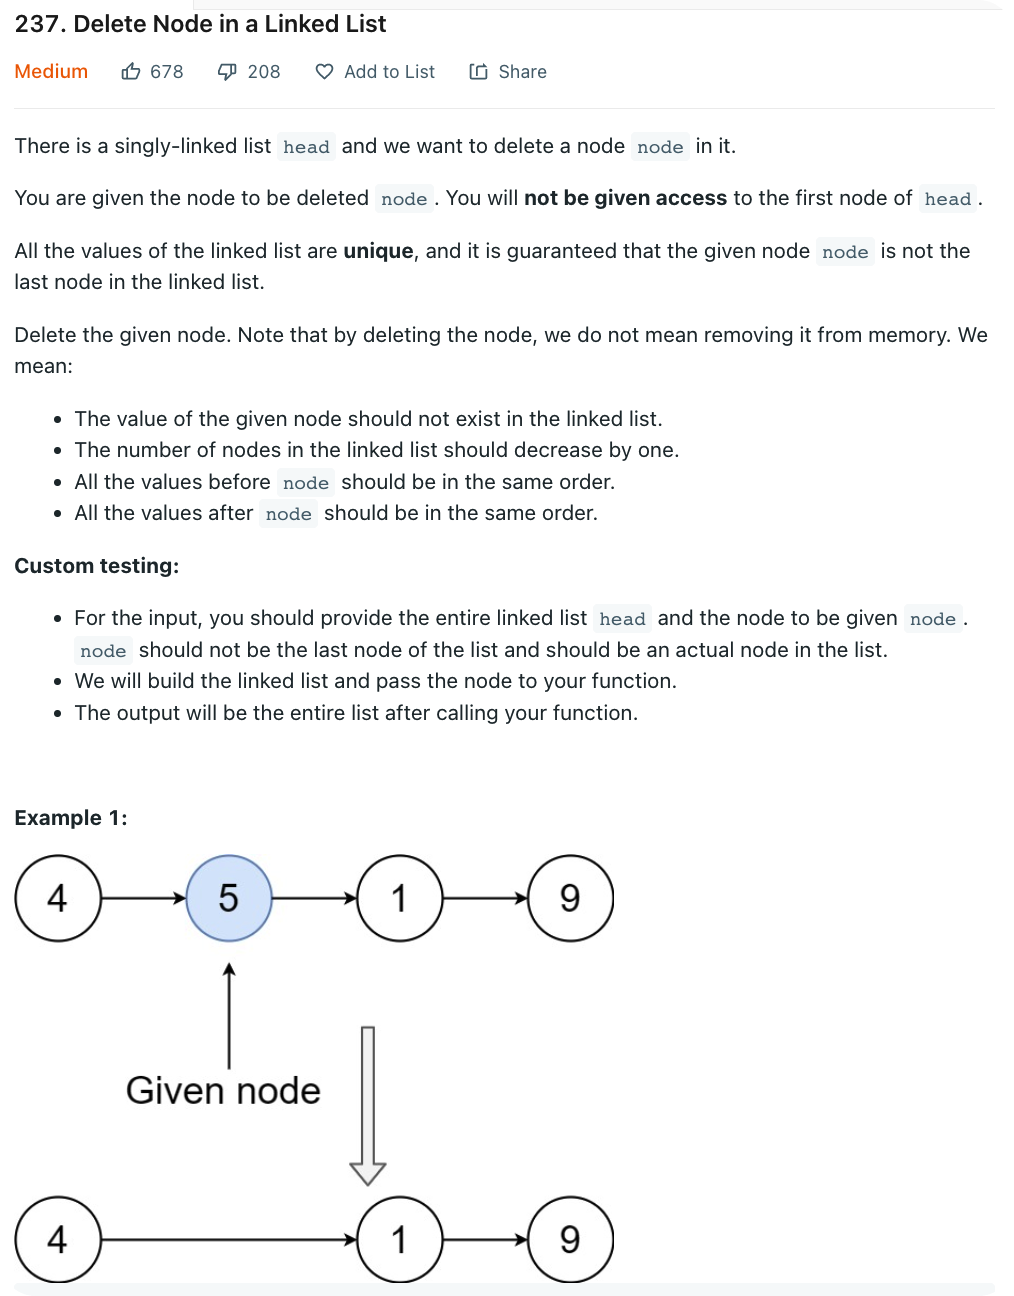 237. Delete Node in a Linked List
Medium 678 208 Add to List Share
There is a singly-linked list head and we want to delete a node node in it.
You are given the node to be deleted node . You will not be given access to the first node of head .
All the values of the linked list are unique, and it is guaranteed that the given node node is not the
last node in the linked list.
Delete the given node. Note that by deleting the node, we do not mean removing it from memory. We
mean:
• The value of the given node should not exist in the linked list.
• The number of nodes in the linked list should decrease by one.
• All the values before node should be in the same order.
• All the values after node should be in the same order.
Custom testing:
• For the input, you should provide the entire linked list head and the node to be given node .
node should not be the last node of the list and should be an actual node in the list.
• We will build the linked list and pass the node to your function.
• The output will be the entire list after calling your function.
Example 1:
4 5 1 9
Given node
4 1 9